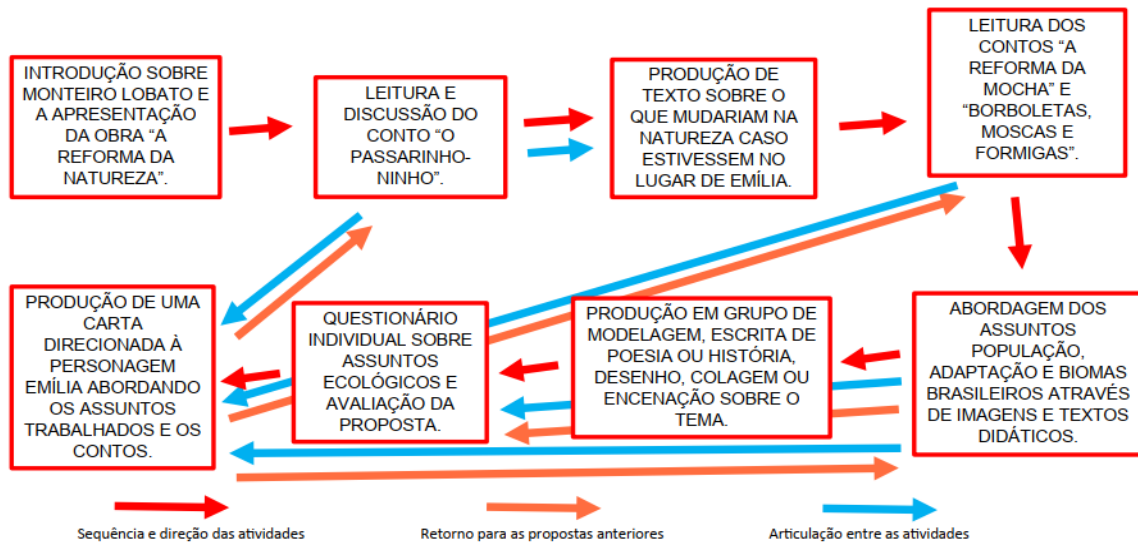 INTRODUÇÃO SOBRE
MONTEIRO LOBATO E
A APRESENTAÇÃO
DA OBRA “A
REFORMA DA
NATUREZA”.
LEITURA E
DISCUSSÃO DO
CONTO “O
PASSARINHO-
NINHO”.
PRODUÇÃO DE
TEXTO SOBRE O
QUE MUDARIAM NA
NATUREZA CASO
ESTIVESSEM NO
LUGAR DE EMÍLIA.
LEITURA DOS
CONTOS “A
REFORMA DA
MOCHA” E
“BORBOLETAS,
MOSCAS E
FORMIGAS”.
PRODUÇÃO DE UMA
CARTA
DIRECIONADA À
PERSONAGEM
EMÍLIA ABORDANDO
OS ASSUNTOS
TRABALHADOS E OS
CONTOS.
QUESTIONÁRIO
INDIVIDUAL SOBRE
ASSUNTOS
ECOLÓGICOS E
AVALIAÇÃO DA
PROPOSTA.
PRODUÇÃO EM GRUPO DE
MODELAGEM, ESCRITA DE
POESIA OU HISTÓRIA,
DESENHO, COLAGEM OU
ENCENAÇÃO SOBRE O
TEMA.
ABORDAGEM DOS
ASSUNTOS
POPULAÇÃO,
ADAPTAÇÃO E BIOMAS
BRASILEIROS ATRAVÉS
DE IMAGENS E TEXTOS
DIDÁTICOS.
Sequência e direção das atividades
Retorno para as propostas anteriores
Articulação entre as atividades